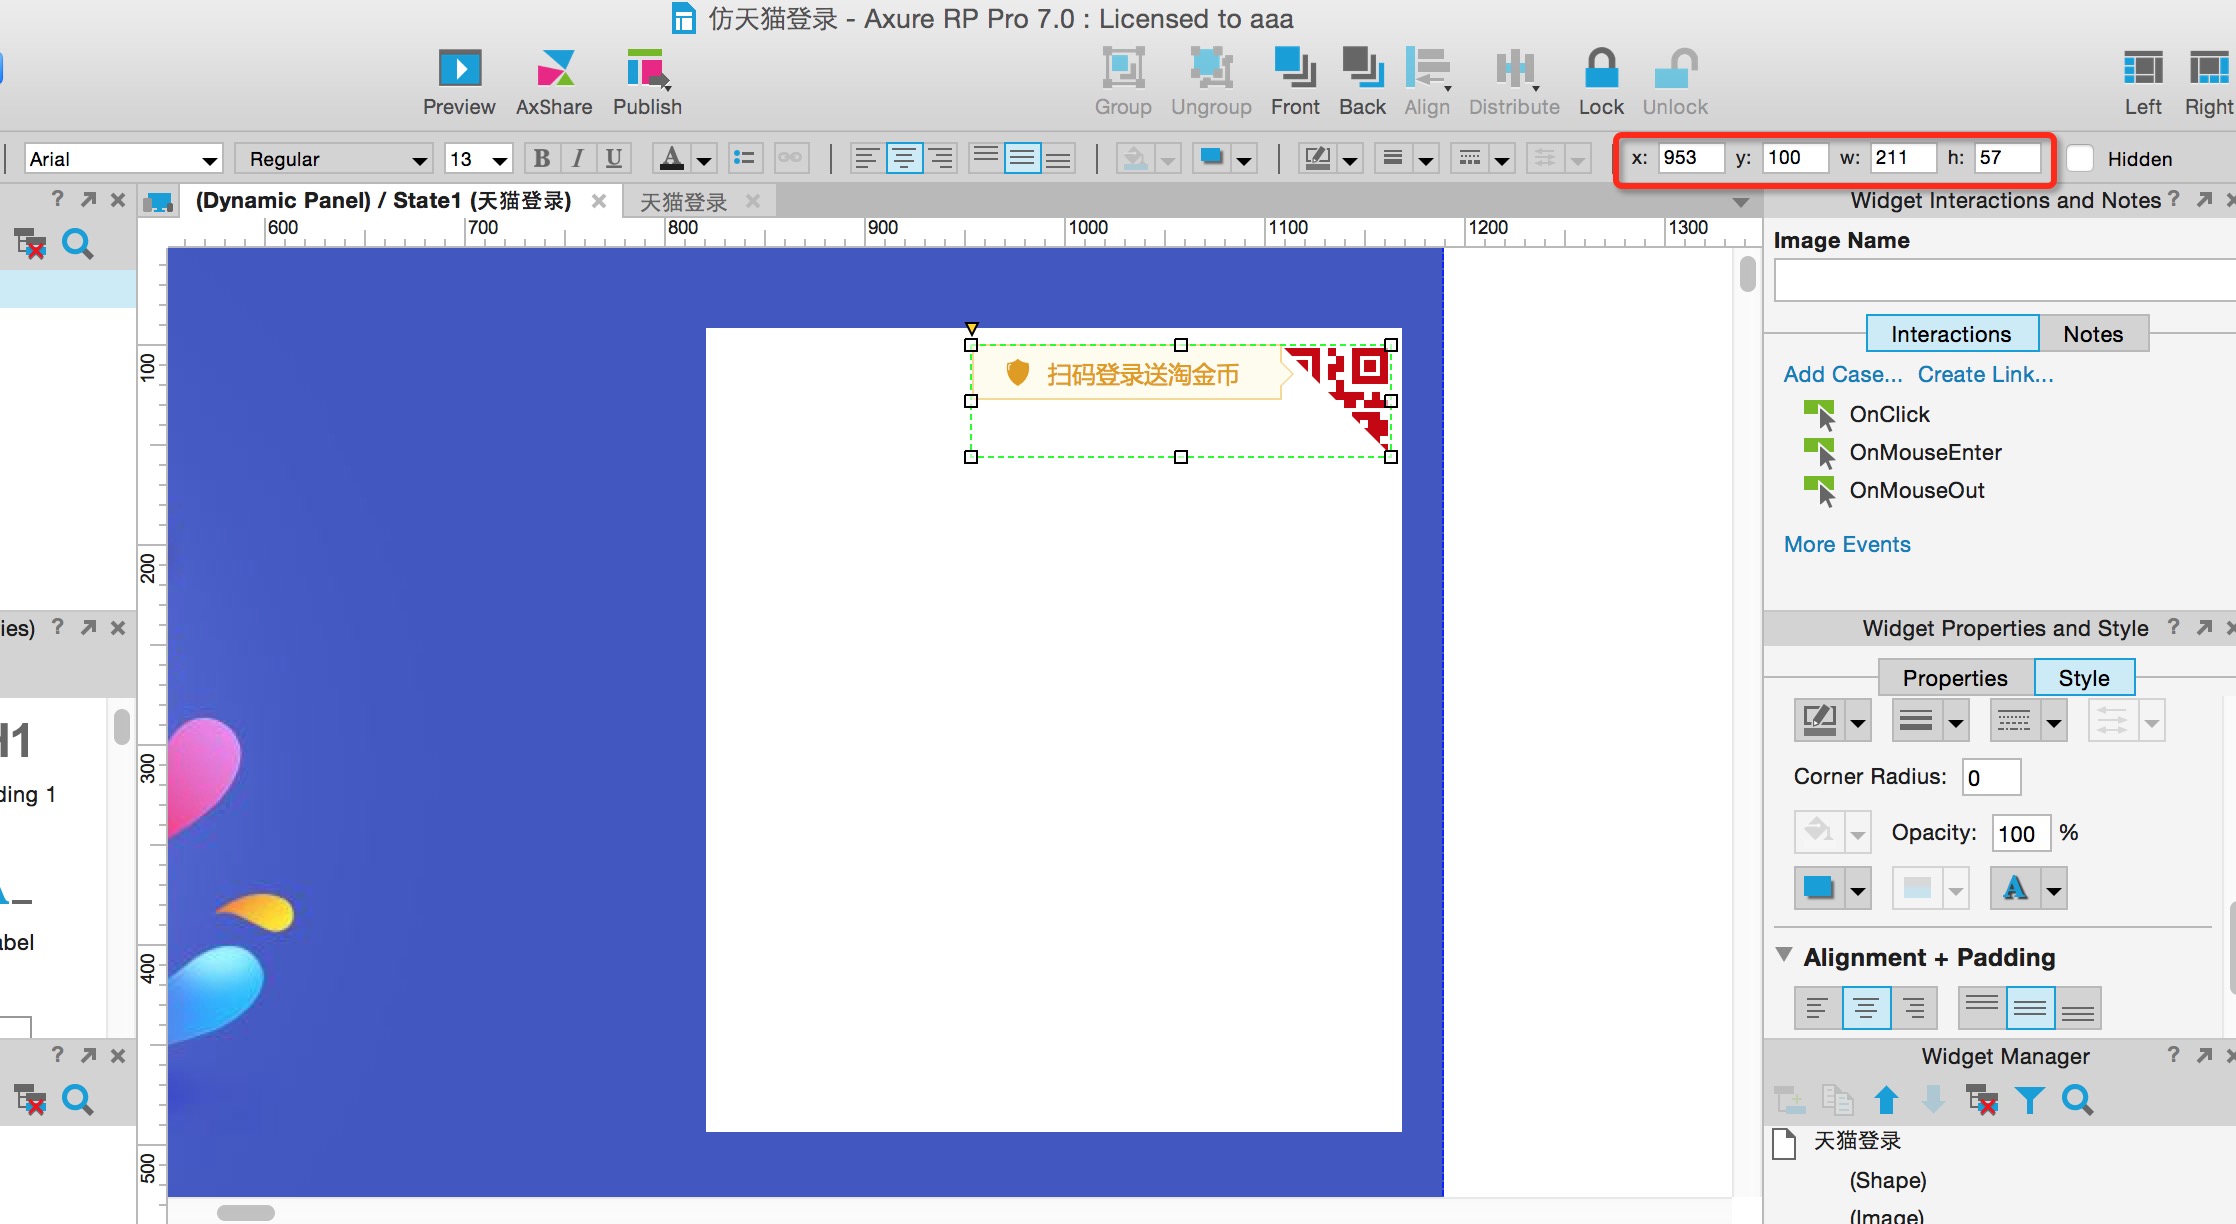 仿天猫登录 - Axure RP Pro 7.0 : Licensed to aaa
Preview AxShare Publish Group Ungroup Front Back Align Distribute Lock Unlock Left Right
Arial Regular 13 B I U A x: 953 y: 100 w: 211 h: 57 Hidden
(Dynamic Panel) / State1 (天猫登录) 天猫登录
Widget Interactions and Notes ?
600 700 800 900 1000 1100 1200 1300
Image Name
Interactions Notes
Add Case... Create Link...
OnClick
OnMouseEnter
OnMouseOut
More Events
扫码登录送淘金币
100
200
300
400
500
ies) ?
H1
ding 1
abel
?
Widget Properties and Style ?
Properties Style
Corner Radius: 0
Opacity: 100 %
A
Alignment + Padding
Widget Manager ?
天猫登录
(Shape)
(Image)